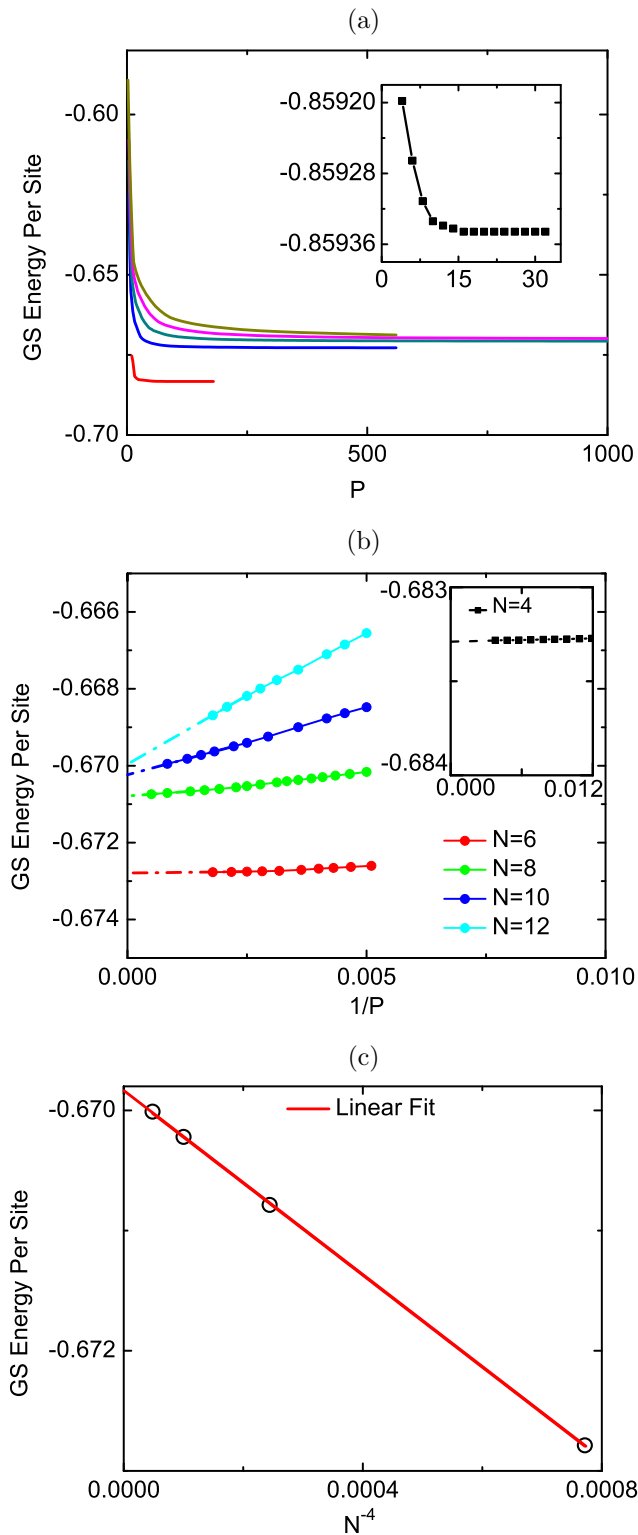 (a)
-0.60
-0.65
-0.70
GS Energy Per Site
0
500
1000
P
-0.85920
-0.85928
-0.85936
0
15
30
(b)
-0.666
-0.668
-0.670
-0.672
-0.674
GS Energy Per Site
0.000
0.005
0.010
1/P
-0.683
N=4
-0.684
0.000
0.012
N=6
N=8
N=10
N=12
(c)
-0.670
-0.672
GS Energy Per Site
Linear Fit
0.0000
0.0004
0.0008
N⁻⁴